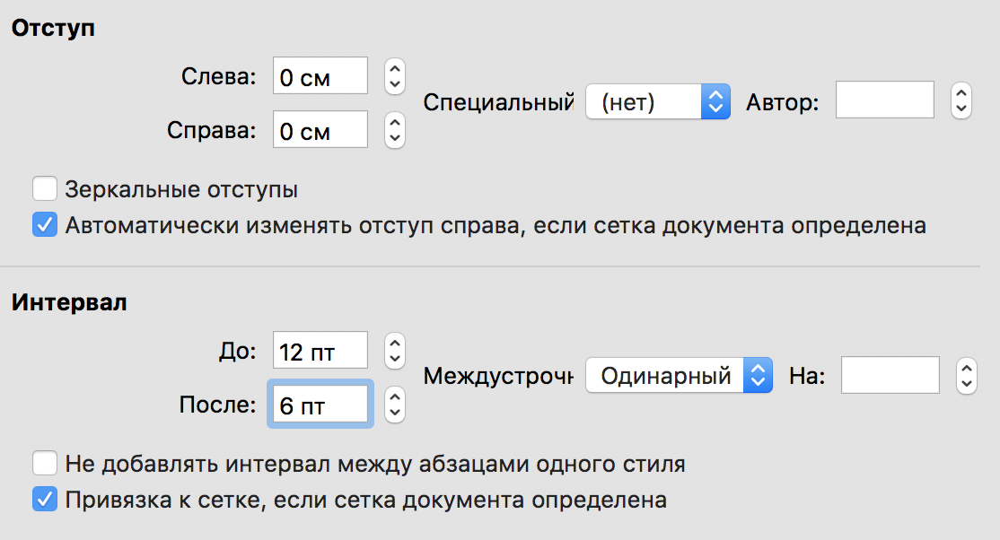 Отступ
Слева: 0 см
Специальный (нет) Автор:
Справа: 0 см
Зеркальные отступы
Автоматически изменять отступ справа, если сетка документа определена
Интервал
До: 12 пт
Междустрочн Одинарный На:
После: 6 пт
Не добавлять интервал между абзацами одного стиля
Привязка к сетке, если сетка документа определена